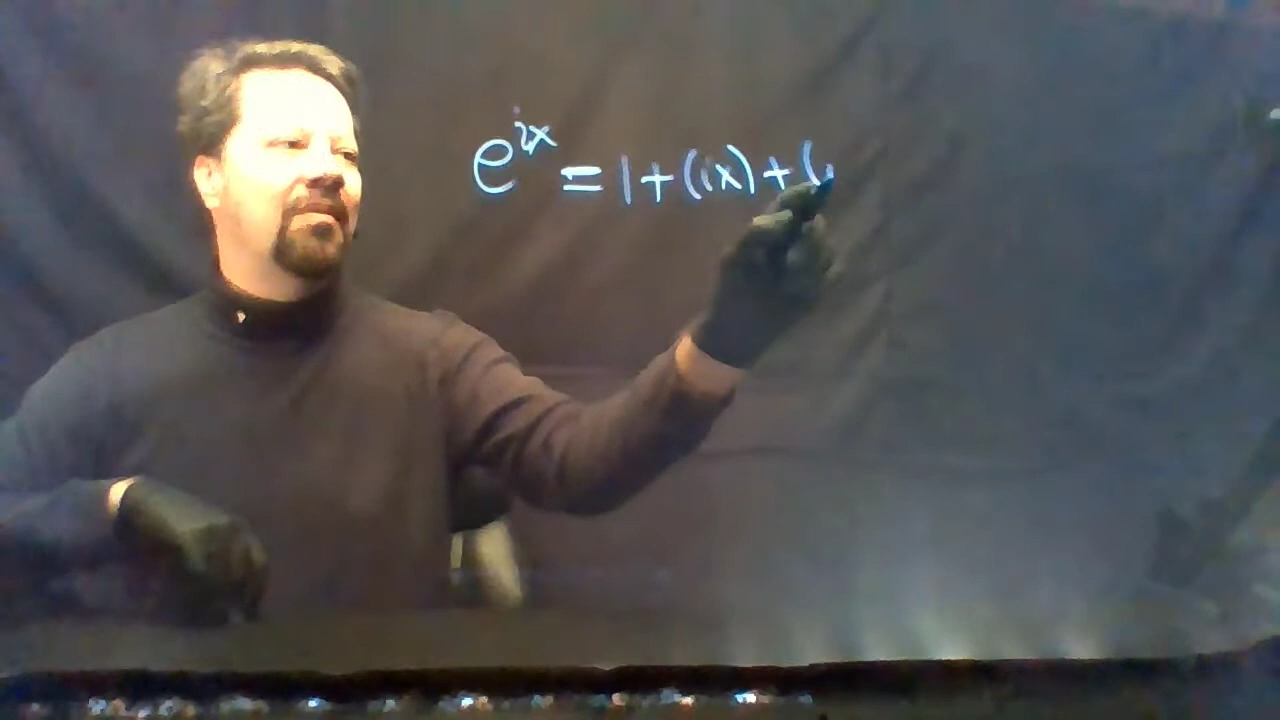 e^{ix} = 1 + (ix) + (i